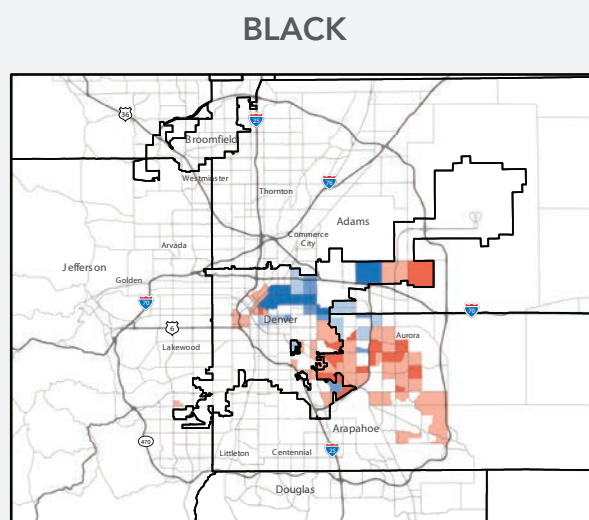 BLACK
36
25
Broomfield
Westminster
76
Thornton
Adams
Commerce
City
Arvada
Jefferson
Golden
70
70
6
Denver
Lakewood
Aurora
Arapahoe
470
Littleton
Centennial
25
Douglas